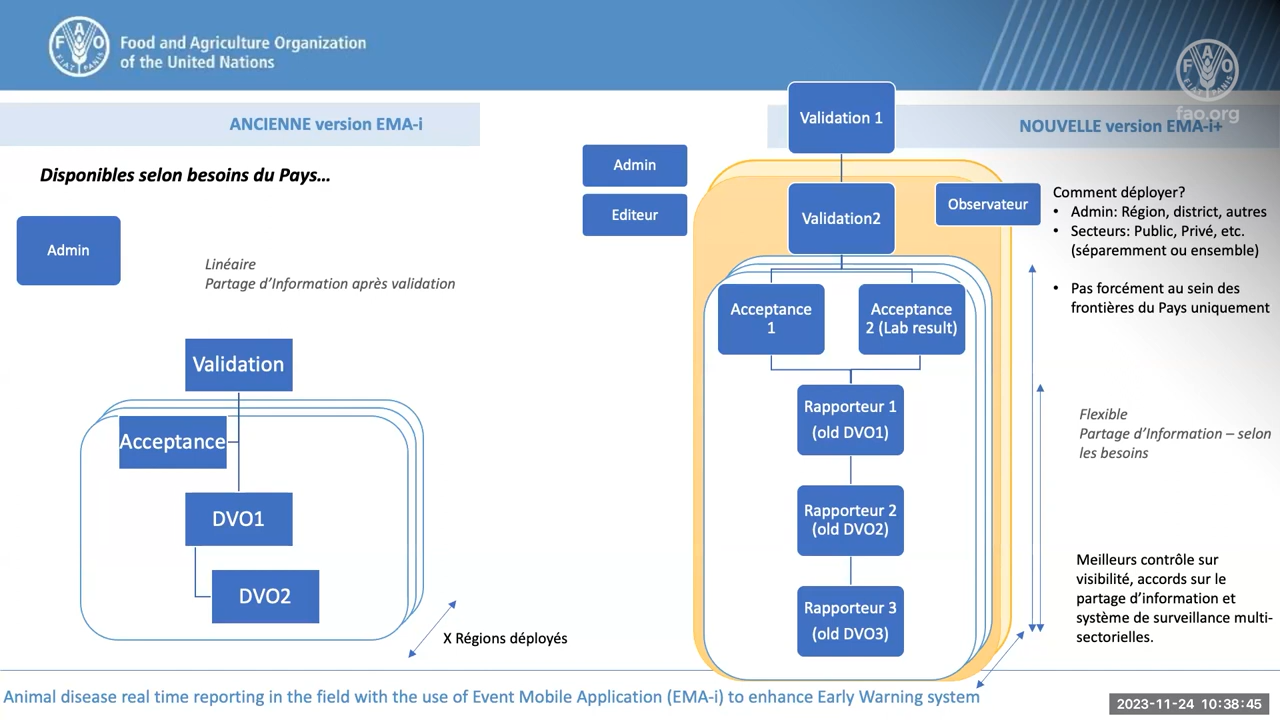 Food and Agriculture Organization
of the United Nations
FAO
FIAT PANIS
FAO
FIAT PANIS
fao.org
ANCIENNE version EMA-i
NOUVELLE version EMA-i+
Disponibles selon besoins du Pays...
Admin
Linéaire
Partage d'Information après validation
Validation
Acceptance
DVO1
DVO2
X Régions déployés
Validation 1
Admin
Editeur
Validation2
Observateur
Acceptance
1
Acceptance
2 (Lab result)
Rapporteur 1
(old DVO1)
Rapporteur 2
(old DVO2)
Rapporteur 3
(old DVO3)
Comment déployer?
• Admin: Région, district, autres
• Secteurs: Public, Privé, etc.
(séparemment ou ensemble)
• Pas forcément au sein des
frontières du Pays uniquement
Flexible
Partage d'Information – selon
les besoins
Meilleurs contrôle sur
visibilité, accords sur le
partage d'information et
système de surveillance multi-
sectorielles.
Animal disease real time reporting in the field with the use of Event Mobile Application (EMA-i) to enhance Early Warning system
2023-11-24 10:38:45